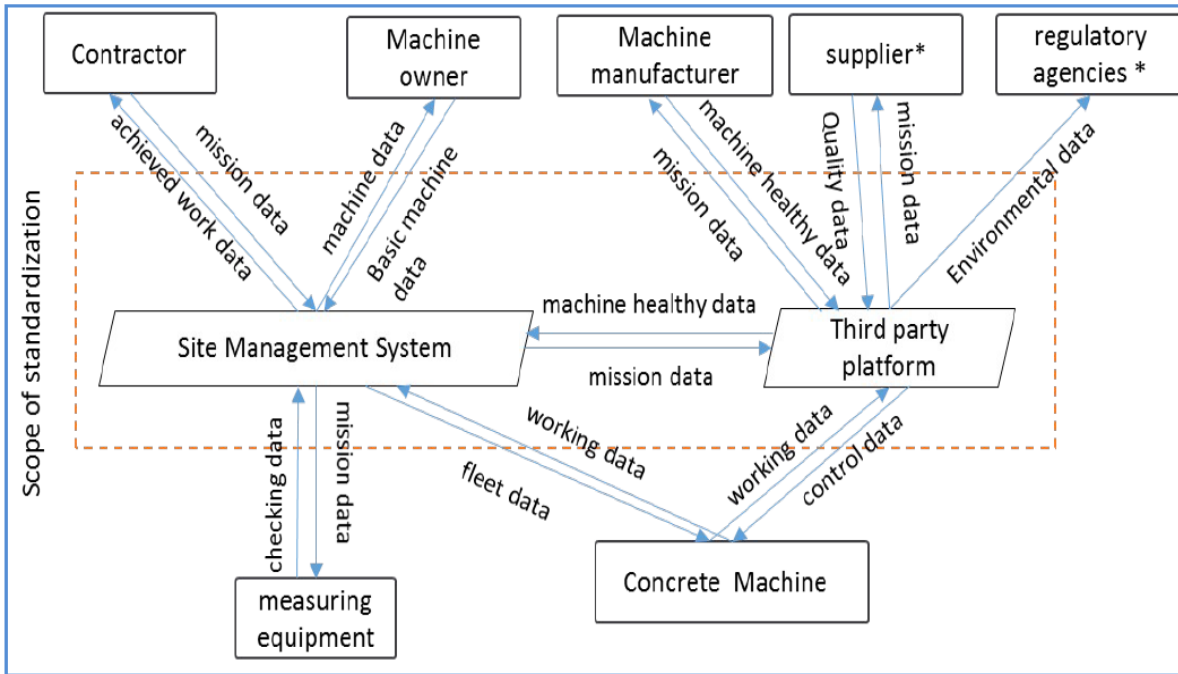 Contractor
Machine
owner
Machine
manufacturer
supplier*
regulatory
agencies *
achieved work data
mission data
machine data
Basic machine
data
mission data
machine healthy data
Quality data
mission data
Environmental data
Scope of standardization
Site Management System
machine healthy data
mission data
Third party
platform
checking data
mission data
fleet data
working data
working data
control data
measuring
equipment
Concrete Machine